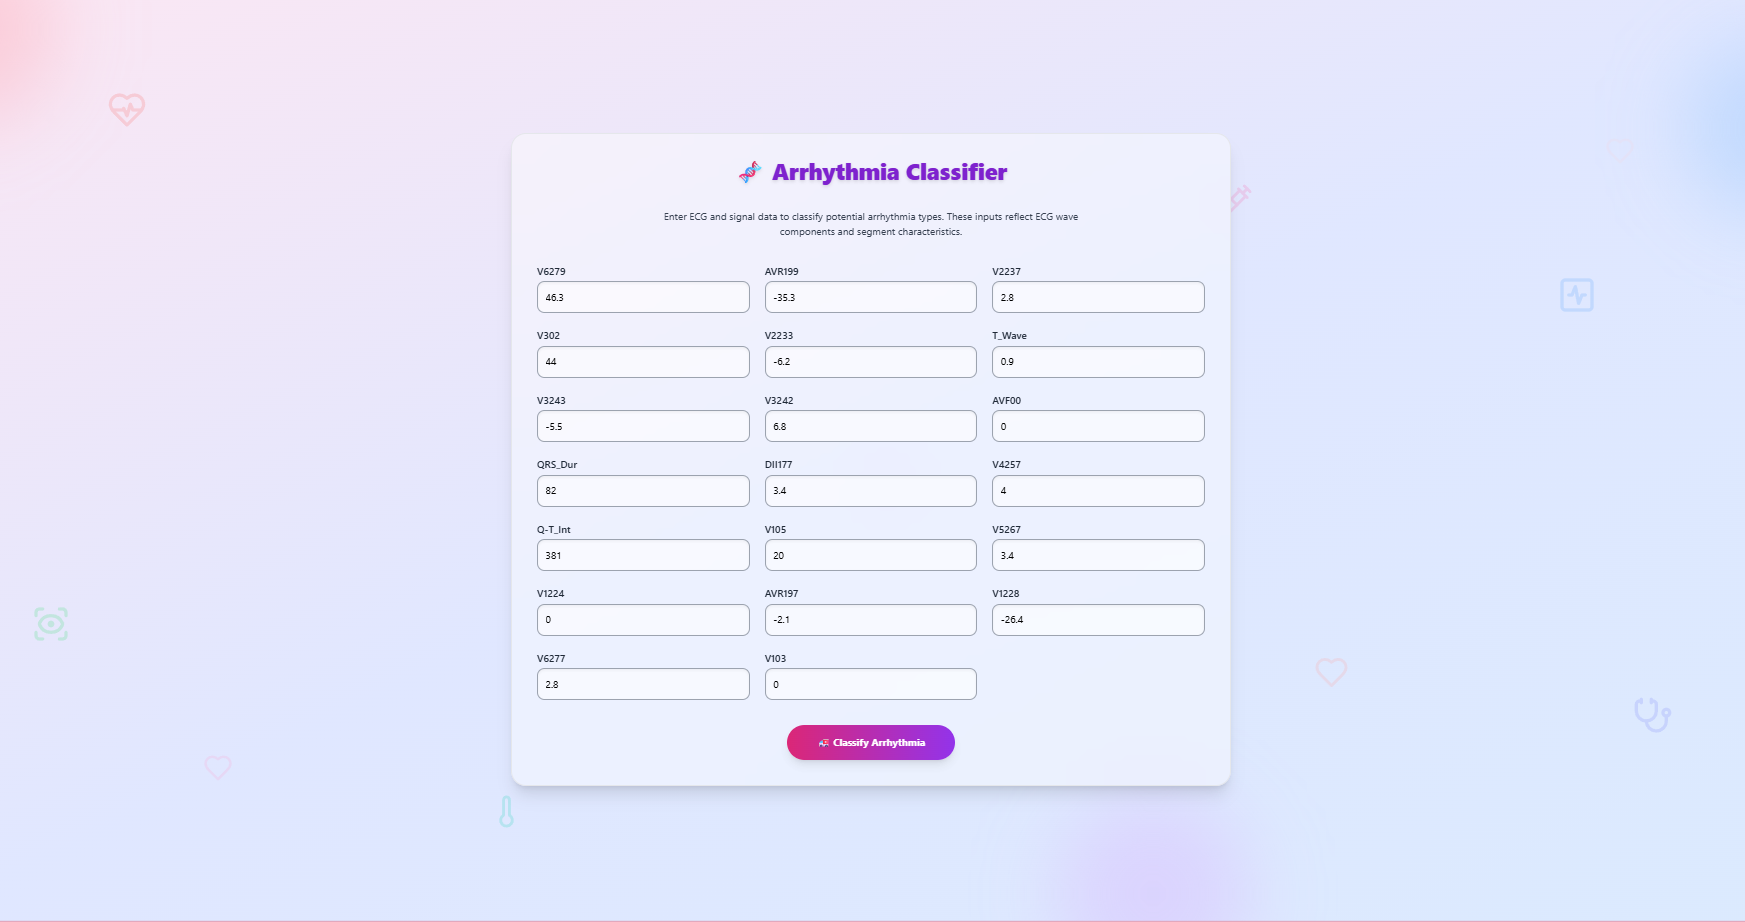 Arrhythmia Classifier
Enter ECG and signal data to classify potential arrhythmia types. These inputs reflect ECG wave
components and segment characteristics.
V6279 AVR199 V2237
46.3 -35.3 2.8
V302 V2233 T_Wave
44 -6.2 0.9
V3243 V3242 AVF00
-5.5 6.8 0
QRS_Dur DII177 V4257
82 3.4 4
Q-T_Int V105 V5267
381 20 3.4
V1224 AVR197 V1228
0 -2.1 -26.4
V6277 V103
2.8 0
Classify Arrhythmia